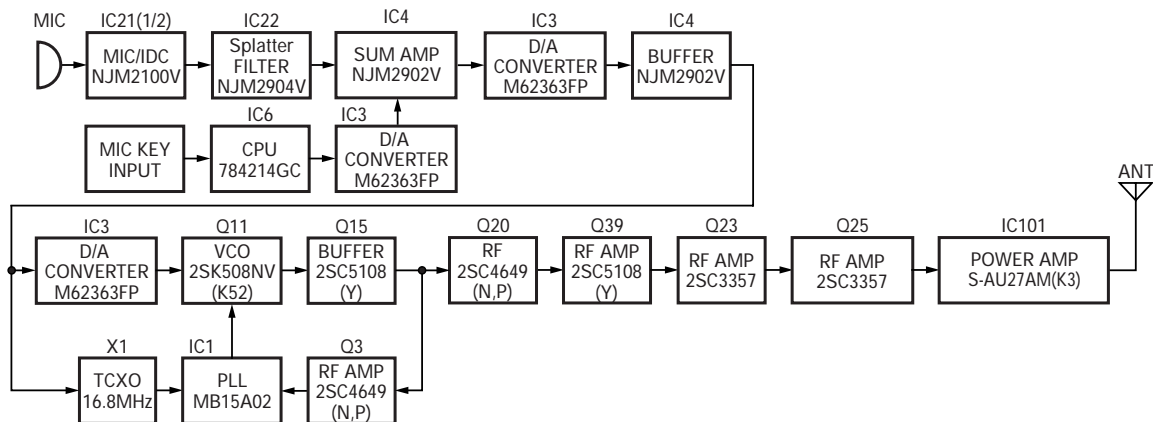 MIC
IC21(1/2)
MIC/IDC
NJM2100V
IC22
Splatter
FILTER
NJM2904V
IC4
SUM AMP
NJM2902V
IC3
D/A
CONVERTER
M62363FP
IC4
BUFFER
NJM2902V
MIC KEY
INPUT
IC6
CPU
784214GC
IC3
D/A
CONVERTER
M62363FP
ANT
IC3
D/A
CONVERTER
M62363FP
Q11
VCO
2SK508NV
(K52)
Q15
BUFFER
2SC5108
(Y)
Q20
RF
2SC4649
(N,P)
Q39
RF AMP
2SC5108
(Y)
Q23
RF AMP
2SC3357
Q25
RF AMP
2SC3357
IC101
POWER AMP
S-AU27AM(K3)
X1
TCXO
16.8MHz
IC1
PLL
MB15A02
Q3
RF AMP
2SC4649
(N,P)